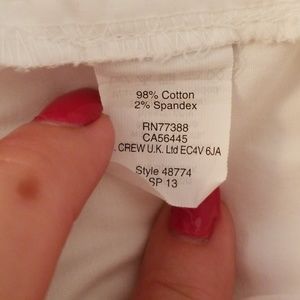 98% Cotton
2% Spandex
RN77388
CA56445
. CREW U.K. Ltd EC4V 6JA
Style 48774
SP 13